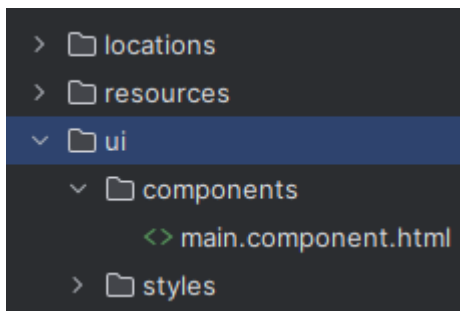 locations
resources
ui
components
main.component.html
styles